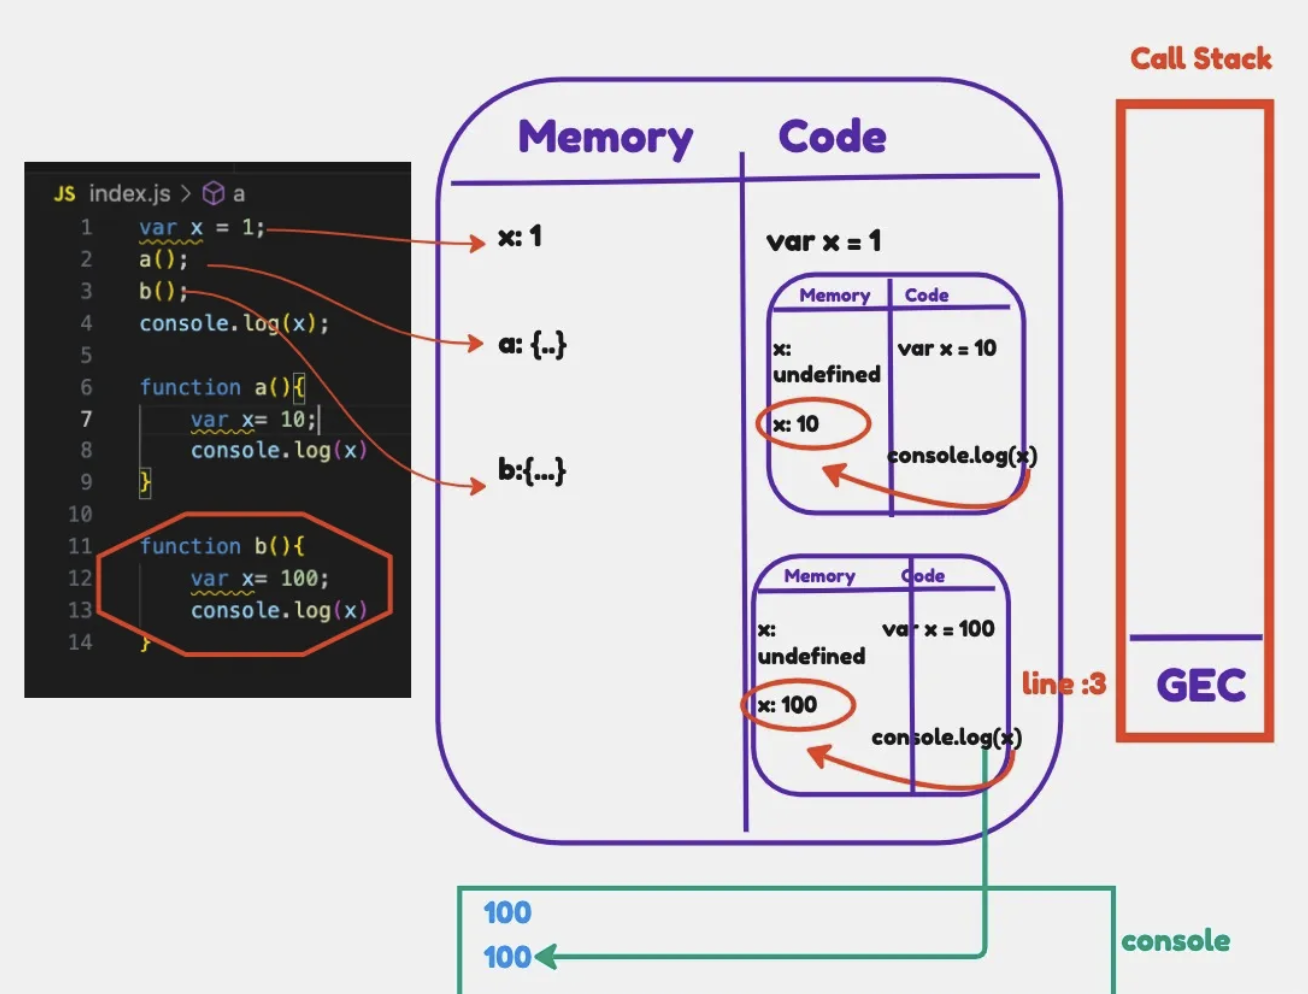 Call Stack
Memory
Code
JS index.js > a
1 var x = 1;
2 a();
3 b();
4 console.log(x);
5
6 function a(){
7 var x= 10;
8 console.log(x)
9 }
10
11 function b(){
12 var x= 100;
13 console.log(x)
14 }
x: 1
a: {..}
b:{...}
var x = 1
Memory
Code
x:
undefined
var x = 10
x: 10
console.log(x)
Memory
Code
x:
undefined
var x = 100
x: 100
console.log(x)
line :3
GEC
100
100
console